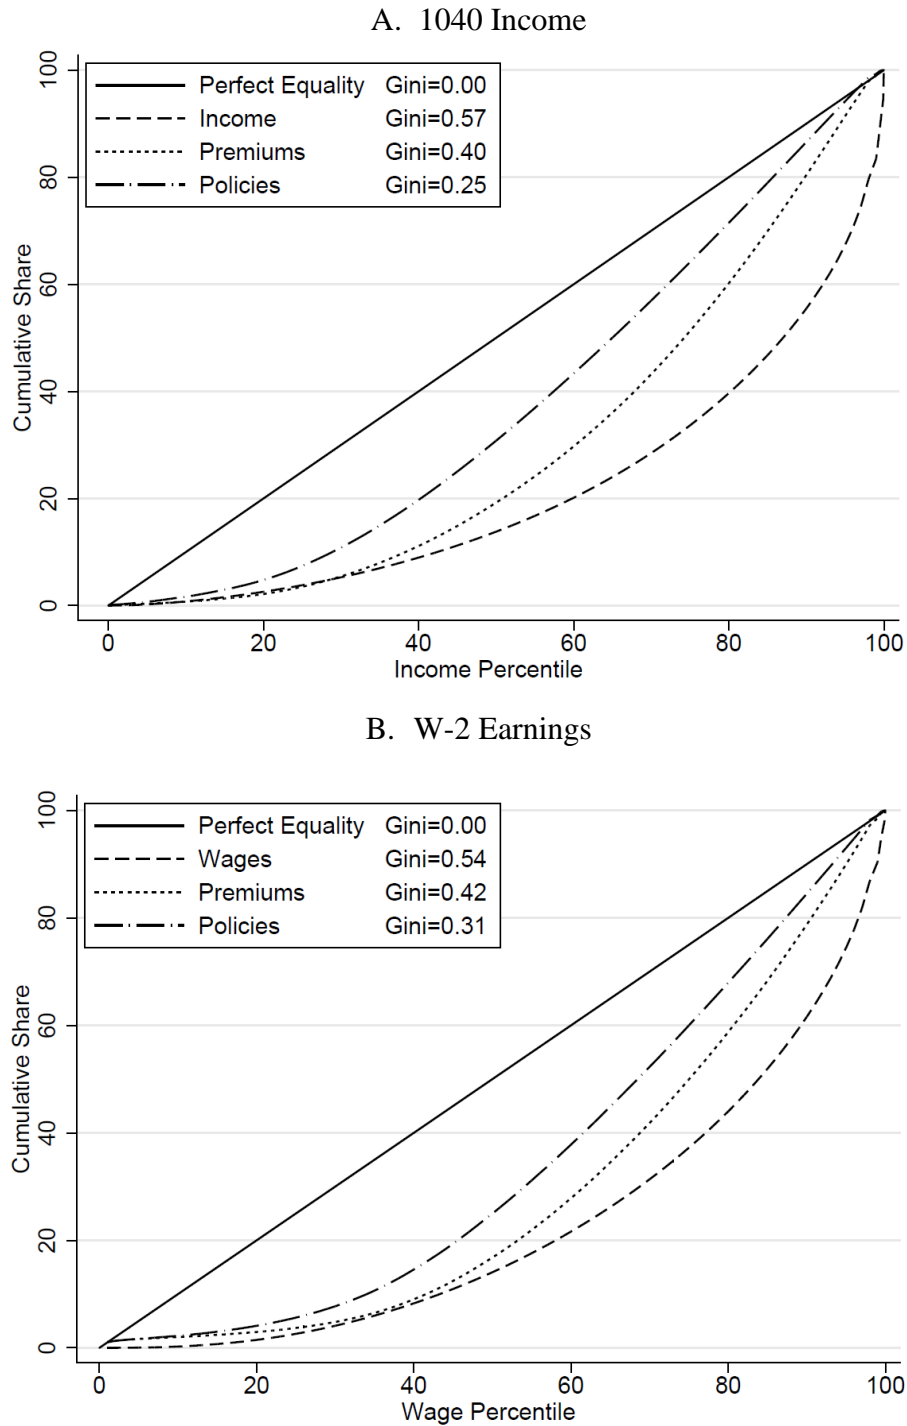 A. 1040 Income
Perfect Equality Gini=0.00
Income Gini=0.57
Premiums Gini=0.40
Policies Gini=0.25
Cumulative Share
100
80
60
40
20
0
0 20 40 60 80 100
Income Percentile
B. W-2 Earnings
Perfect Equality Gini=0.00
Wages Gini=0.54
Premiums Gini=0.42
Policies Gini=0.31
Cumulative Share
100
80
60
40
20
0
0 20 40 60 80 100
Wage Percentile